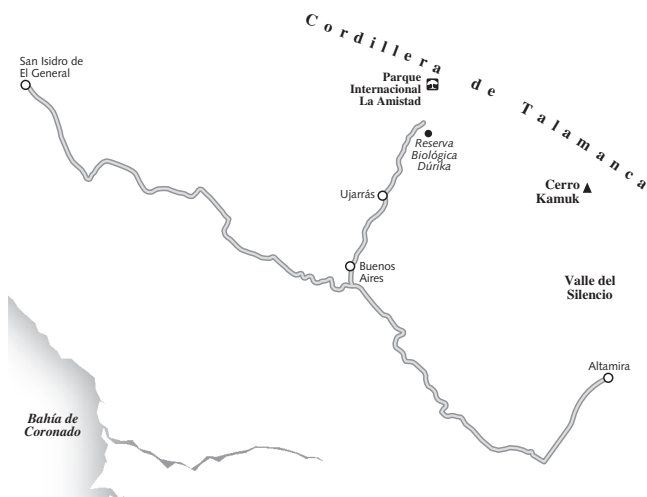 Cordillera de Talamanca
San Isidro de
El General
Parque
Internacional
La Amistad
Reserva
Biológica
Dúrika
Ujarrás
Cerro
Kamuk
Buenos
Aires
Valle del
Silencio
Altamira
Bahía de
Coronado